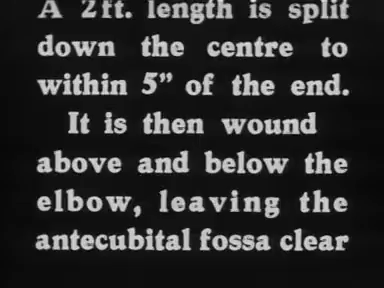 A 2ft. length is split
down the centre to
within 5" of the end.
It is then wound
above and below the
elbow, leaving the
antecubital fossa clear